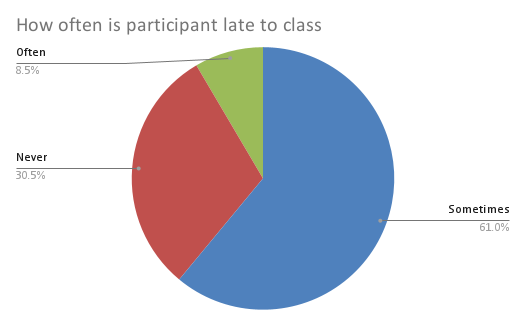 How often is participant late to class
Often
8.5%
Never
30.5%
Sometimes
61.0%